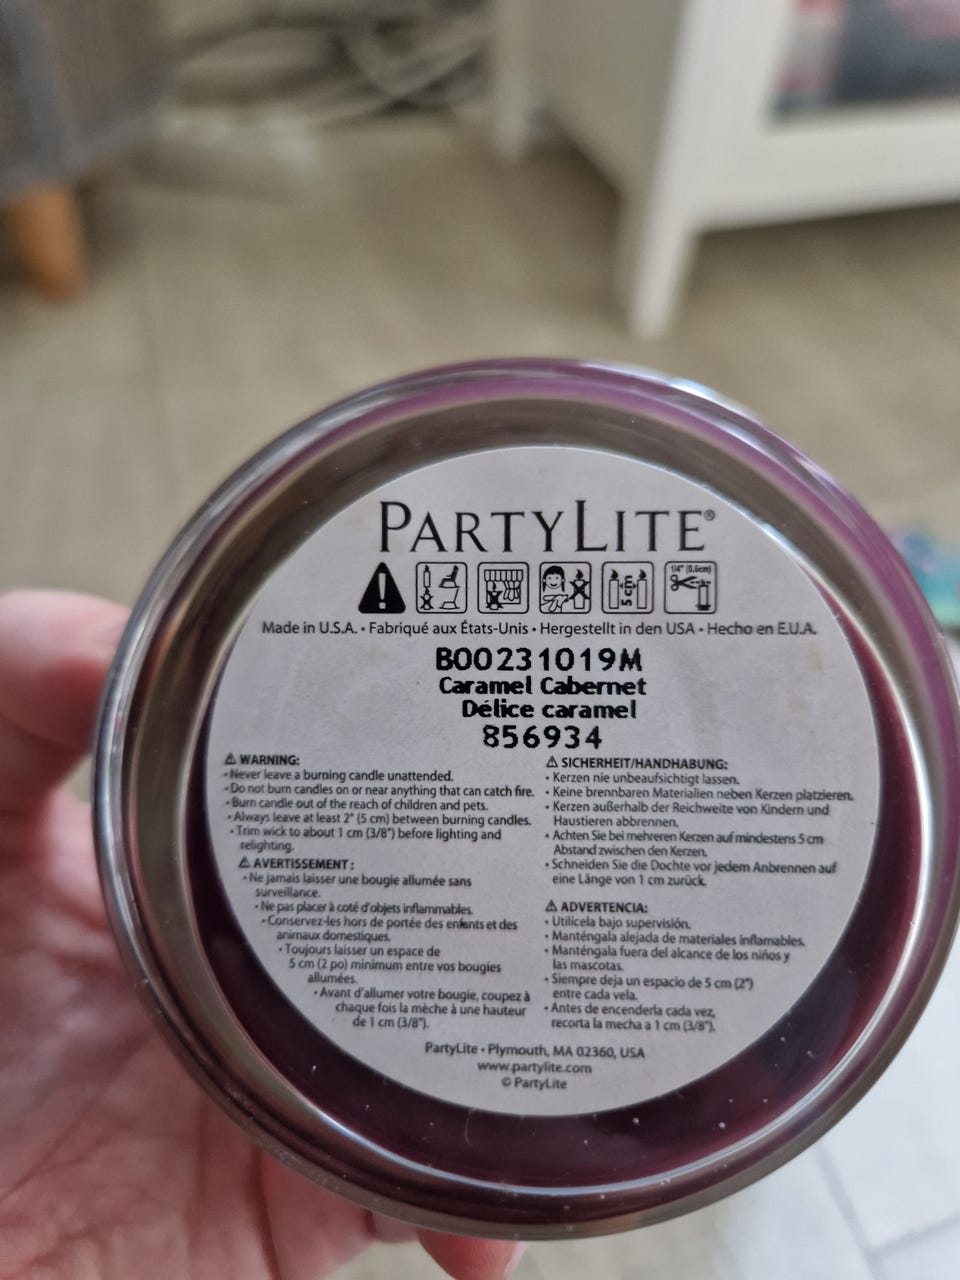 PARTYLITE®
1/4" (0.6cm)
5 cm
Made in U.S.A. • Fabriqué aux États-Unis • Hergestellt in den USA • Hecho en E.U.A.
B00231019M
Caramel Cabernet
Délice caramel
856934
⚠ WARNING:
• Never leave a burning candle unattended.
• Do not burn candles on or near anything that can catch fire.
• Burn candle out of the reach of children and pets.
• Always leave at least 2" (5 cm) between burning candles.
• Trim wick to about 1 cm (3/8") before lighting and
relighting.
⚠ AVERTISSEMENT :
• Ne jamais laisser une bougie allumée sans
surveillance.
• Ne pas placer à coté d'objets inflammables.
• Conservez-les hors de portée des enfants et des
animaux domestiques.
• Toujours laisser un espace de
5 cm (2 po) minimum entre vos bougies
allumées.
• Avant d'allumer votre bougie, coupez à
chaque fois la mèche à une hauteur
de 1 cm (3/8").
⚠ SICHERHEIT/HANDHABUNG:
• Kerzen nie unbeaufsichtigt lassen.
• Keine brennbaren Materialien neben Kerzen platzieren.
• Kerzen außerhalb der Reichweite von Kindern und
Haustieren abbrennen.
• Achten Sie bei mehreren Kerzen auf mindestens 5 cm
Abstand zwischen den Kerzen.
• Schneiden Sie die Dochte vor jedem Anbrennen auf
eine Länge von 1 cm zurück.
⚠ ADVERTENCIA:
• Utilícela bajo supervisión.
• Manténgala alejada de materiales inflamables.
• Manténgala fuera del alcance de los niños y
las mascotas.
• Siempre deja un espacio de 5 cm (2")
entre cada vela.
• Antes de encenderla cada vez,
recorta la mecha a 1 cm (3/8").
PartyLite • Plymouth, MA 02360, USA
www.partylite.com
© PartyLite